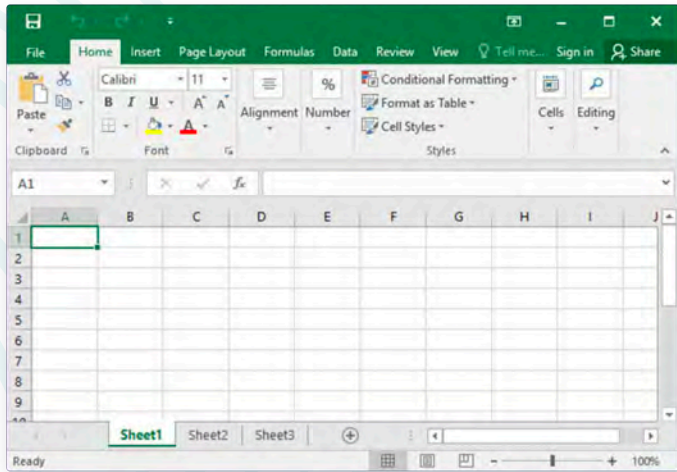 File Home Insert Page Layout Formulas Data Review View Tell me... Sign in Share
Calibri 11 % Conditional Formatting
Paste B I U A A Alignment Number Format as Table Cells Editing
A Cell Styles
Clipboard Font Styles
A1 fx
A B C D E F G H I J
1
2
3
4
5
6
7
8
9
10
Sheet1 Sheet2 Sheet3
Ready 100%